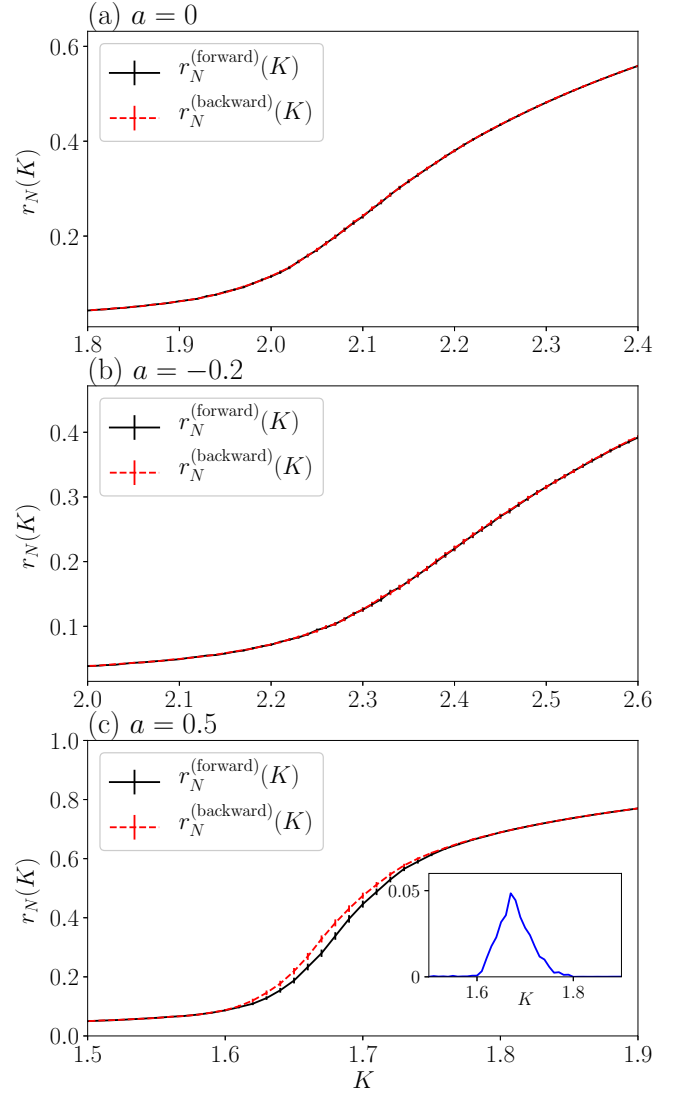 (a) a = 0
r_N^{(forward)}(K)
r_N^{(backward)}(K)
r_N(K)
0.6
0.4
0.2
1.8 1.9 2.0 2.1 2.2 2.3 2.4
(b) a = −0.2
r_N^{(forward)}(K)
r_N^{(backward)}(K)
r_N(K)
0.4
0.3
0.2
0.1
2.0 2.1 2.2 2.3 2.4 2.5 2.6
(c) a = 0.5
r_N^{(forward)}(K)
r_N^{(backward)}(K)
r_N(K)
1.0
0.8
0.6
0.4
0.2
0.0
0.05
0
1.6 1.8
K
1.5 1.6 1.7 1.8 1.9
K